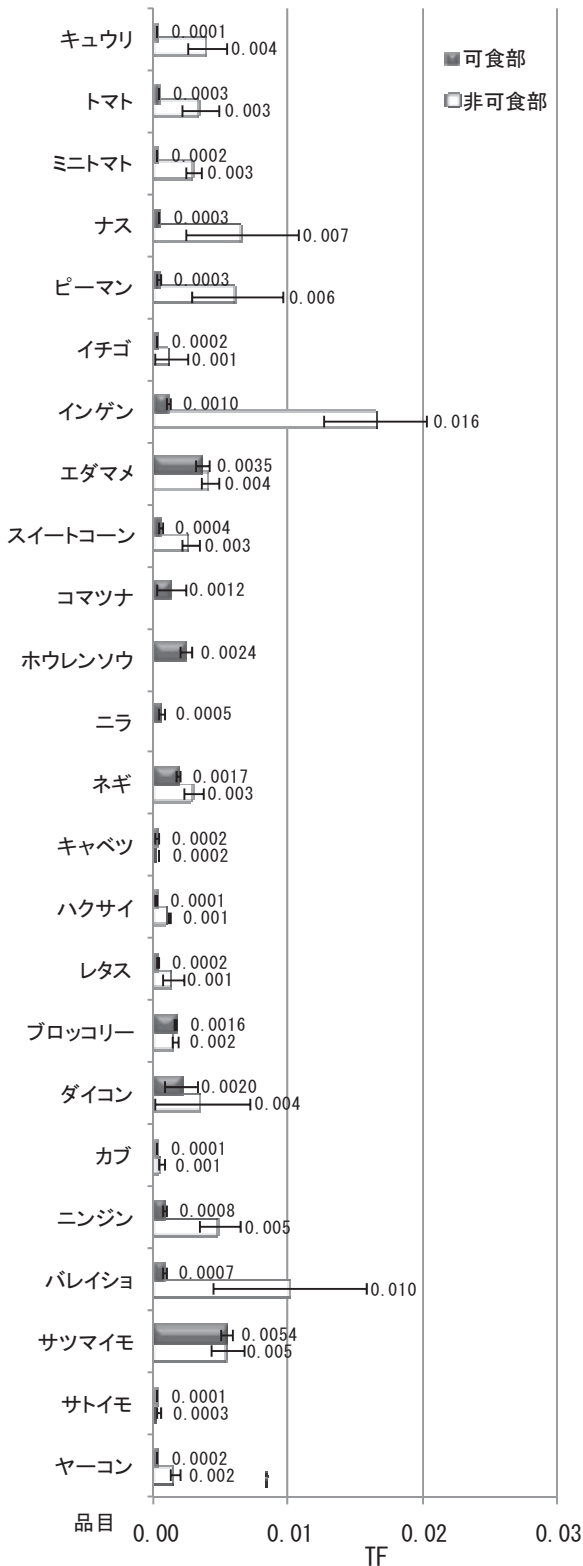 キュウリ 0.0001
0.004
可食部
トマト 0.0003
0.003
非可食部
ミニトマト 0.0002
0.003
ナス 0.0003
0.007
ピーマン 0.0003
0.006
イチゴ 0.0002
0.001
インゲン 0.0010
0.016
エダマメ 0.0035
0.004
スイートコーン 0.0004
0.003
コマツナ 0.0012
ホウレンソウ 0.0024
ニラ 0.0005
ネギ 0.0017
0.003
キャベツ 0.0002
0.0002
ハクサイ 0.0001
0.001
レタス 0.0002
0.001
ブロッコリー 0.0016
0.002
ダイコン 0.0020
0.004
カブ 0.0001
0.001
ニンジン 0.0008
0.005
バレイショ 0.0007
0.010
サツマイモ 0.0054
0.005
サトイモ 0.0001
0.0003
ヤーコン 0.0002
0.002
品目 0.00 0.01 0.02 0.03
TF